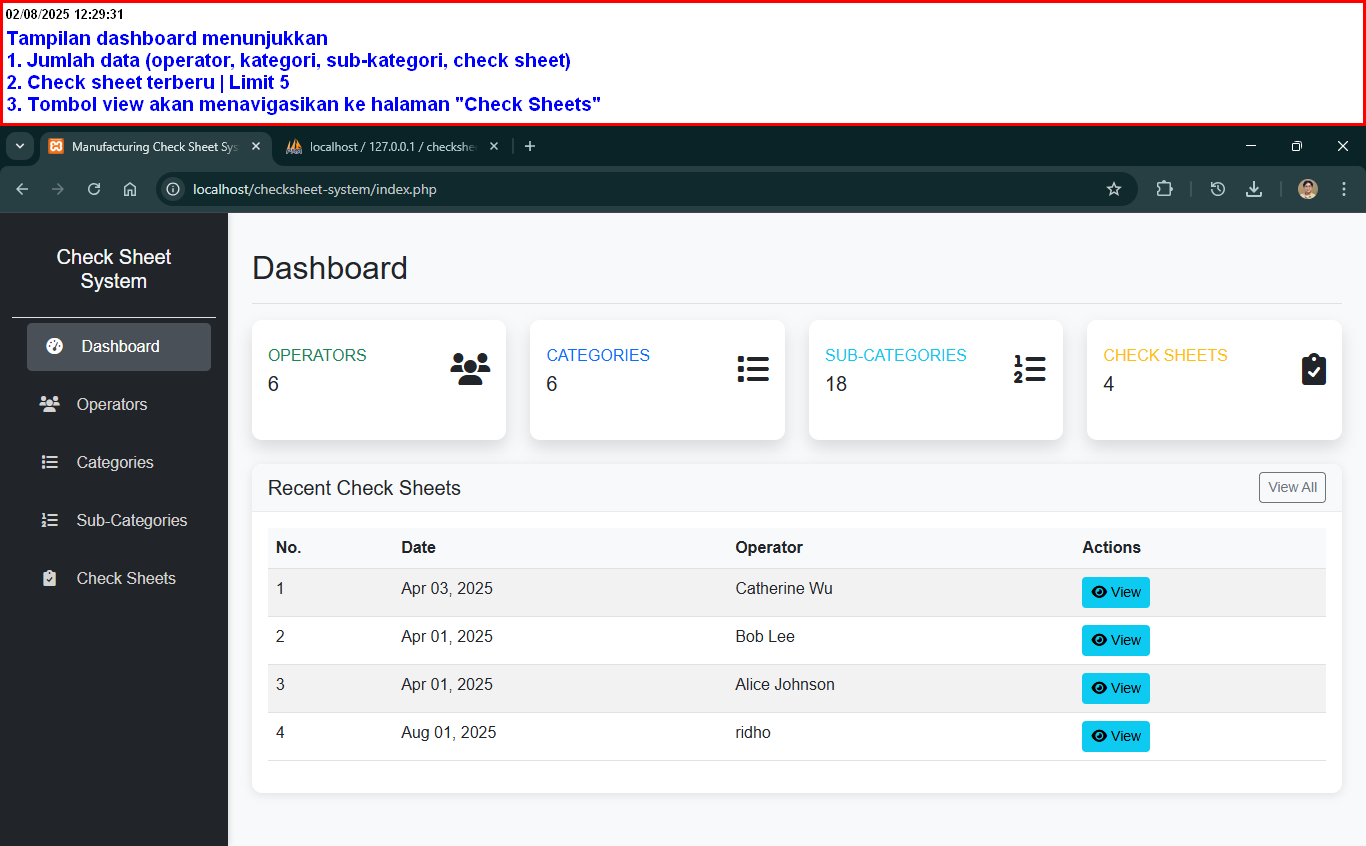 02/08/2025 12:29:31
Tampilan dashboard menunjukkan
1. Jumlah data (operator, kategori, sub-kategori, check sheet)
2. Check sheet terberu | Limit 5
3. Tombol view akan menavigasikan ke halaman "Check Sheets"
Manufacturing Check Sheet Sys
localhost / 127.0.0.1 / checkshe
localhost/checksheet-system/index.php
Check Sheet
System
Dashboard
Operators
Categories
Sub-Categories
Check Sheets
Dashboard
OPERATORS
6
CATEGORIES
6
SUB-CATEGORIES
18
CHECK SHEETS
4
Recent Check Sheets
View All
No. Date Operator Actions
1 Apr 03, 2025 Catherine Wu View
2 Apr 01, 2025 Bob Lee View
3 Apr 01, 2025 Alice Johnson View
4 Aug 01, 2025 ridho View